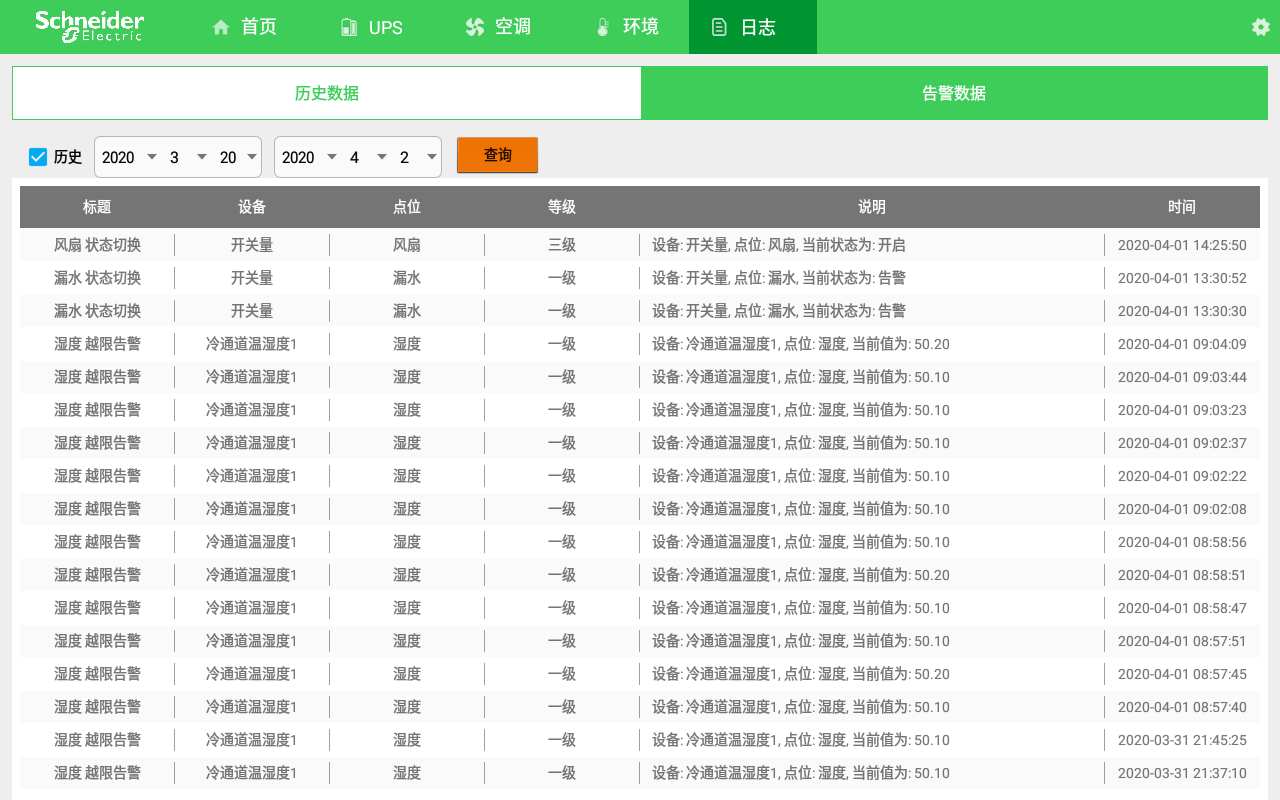 Schneider Electric 首页 UPS 空调 环境 日志
历史数据 告警数据
历史 2020 3 20 2020 4 2 查询
标题 设备 点位 等级 说明 时间
风扇 状态切换 开关量 风扇 三级 设备: 开关量, 点位: 风扇, 当前状态为: 开启 2020-04-01 14:25:50
漏水 状态切换 开关量 漏水 一级 设备: 开关量, 点位: 漏水, 当前状态为: 告警 2020-04-01 13:30:52
漏水 状态切换 开关量 漏水 一级 设备: 开关量, 点位: 漏水, 当前状态为: 告警 2020-04-01 13:30:30
湿度 越限告警 冷通道温湿度1 湿度 一级 设备: 冷通道温湿度1, 点位: 湿度, 当前值为: 50.20 2020-04-01 09:04:09
湿度 越限告警 冷通道温湿度1 湿度 一级 设备: 冷通道温湿度1, 点位: 湿度, 当前值为: 50.10 2020-04-01 09:03:44
湿度 越限告警 冷通道温湿度1 湿度 一级 设备: 冷通道温湿度1, 点位: 湿度, 当前值为: 50.10 2020-04-01 09:03:23
湿度 越限告警 冷通道温湿度1 湿度 一级 设备: 冷通道温湿度1, 点位: 湿度, 当前值为: 50.10 2020-04-01 09:02:37
湿度 越限告警 冷通道温湿度1 湿度 一级 设备: 冷通道温湿度1, 点位: 湿度, 当前值为: 50.10 2020-04-01 09:02:22
湿度 越限告警 冷通道温湿度1 湿度 一级 设备: 冷通道温湿度1, 点位: 湿度, 当前值为: 50.10 2020-04-01 09:02:08
湿度 越限告警 冷通道温湿度1 湿度 一级 设备: 冷通道温湿度1, 点位: 湿度, 当前值为: 50.10 2020-04-01 08:58:56
湿度 越限告警 冷通道温湿度1 湿度 一级 设备: 冷通道温湿度1, 点位: 湿度, 当前值为: 50.20 2020-04-01 08:58:51
湿度 越限告警 冷通道温湿度1 湿度 一级 设备: 冷通道温湿度1, 点位: 湿度, 当前值为: 50.10 2020-04-01 08:58:47
湿度 越限告警 冷通道温湿度1 湿度 一级 设备: 冷通道温湿度1, 点位: 湿度, 当前值为: 50.10 2020-04-01 08:57:51
湿度 越限告警 冷通道温湿度1 湿度 一级 设备: 冷通道温湿度1, 点位: 湿度, 当前值为: 50.20 2020-04-01 08:57:45
湿度 越限告警 冷通道温湿度1 湿度 一级 设备: 冷通道温湿度1, 点位: 湿度, 当前值为: 50.10 2020-04-01 08:57:40
湿度 越限告警 冷通道温湿度1 湿度 一级 设备: 冷通道温湿度1, 点位: 湿度, 当前值为: 50.10 2020-03-31 21:45:25
湿度 越限告警 冷通道温湿度1 湿度 一级 设备: 冷通道温湿度1, 点位: 湿度, 当前值为: 50.10 2020-03-31 21:37:10